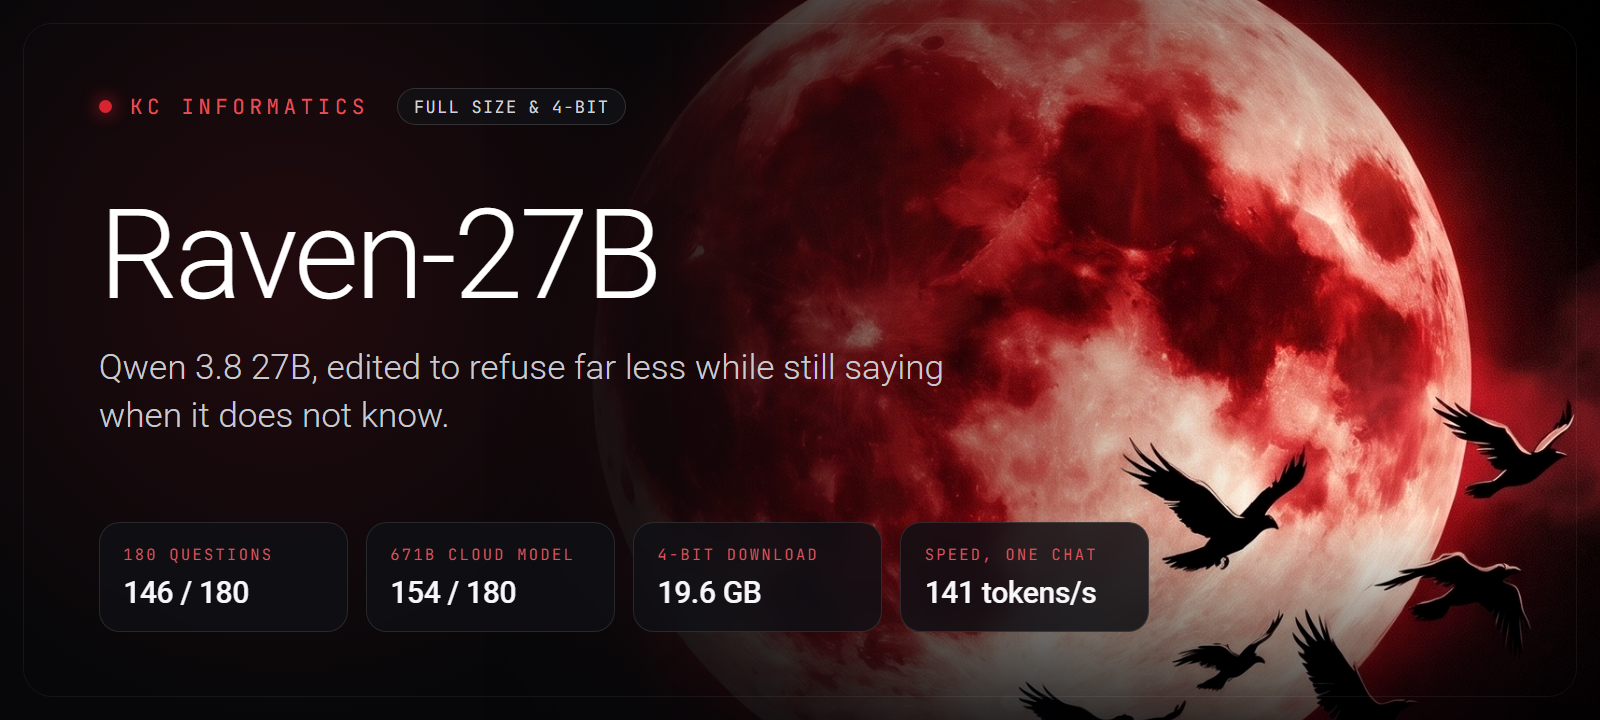 KC INFORMATICS
FULL SIZE & 4-BIT
Raven-27B
Qwen 3.8 27B, edited to refuse far less while still saying
when it does not know.
180 QUESTIONS
146 / 180
671B CLOUD MODEL
154 / 180
4-BIT DOWNLOAD
19.6 GB
SPEED, ONE CHAT
141 tokens/s